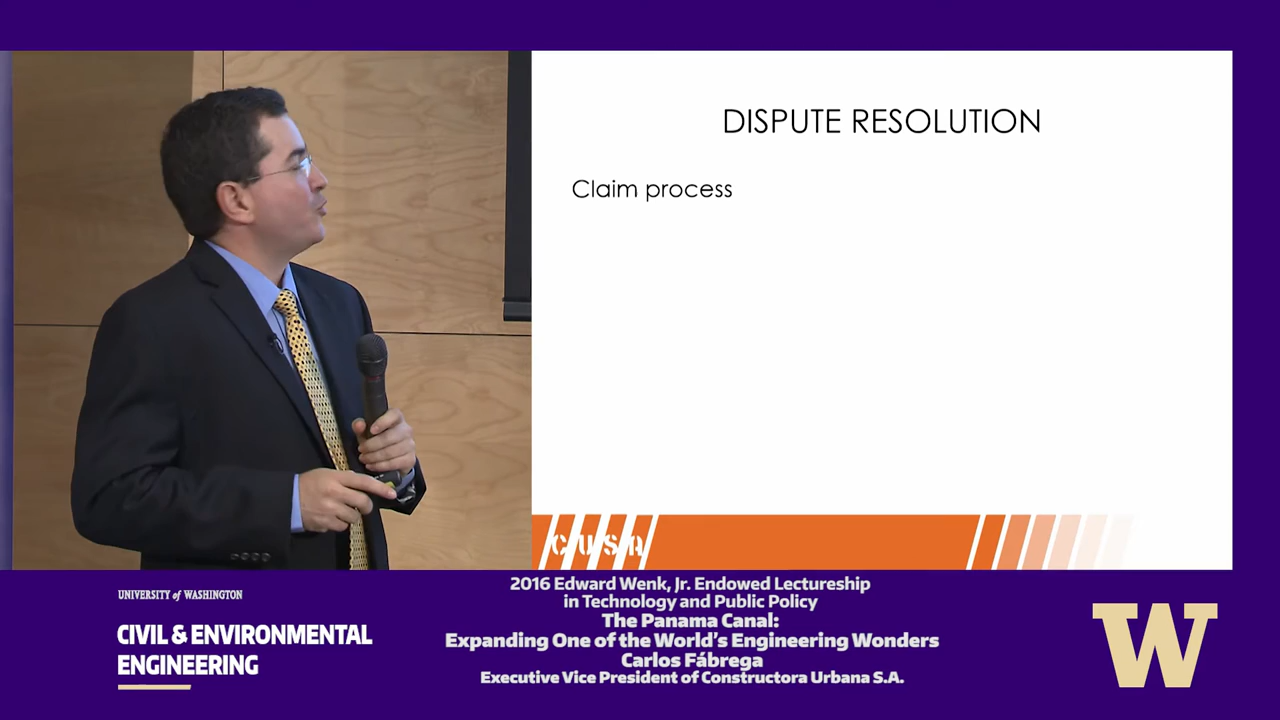 DISPUTE RESOLUTION
Claim process
CUSA
UNIVERSITY of WASHINGTON
CIVIL & ENVIRONMENTAL
ENGINEERING
2016 Edward Wenk, Jr. Endowed Lectureship
in Technology and Public Policy
The Panama Canal:
Expanding One of the World's Engineering Wonders
Carlos Fábrega
Executive Vice President of Constructora Urbana S.A.
W